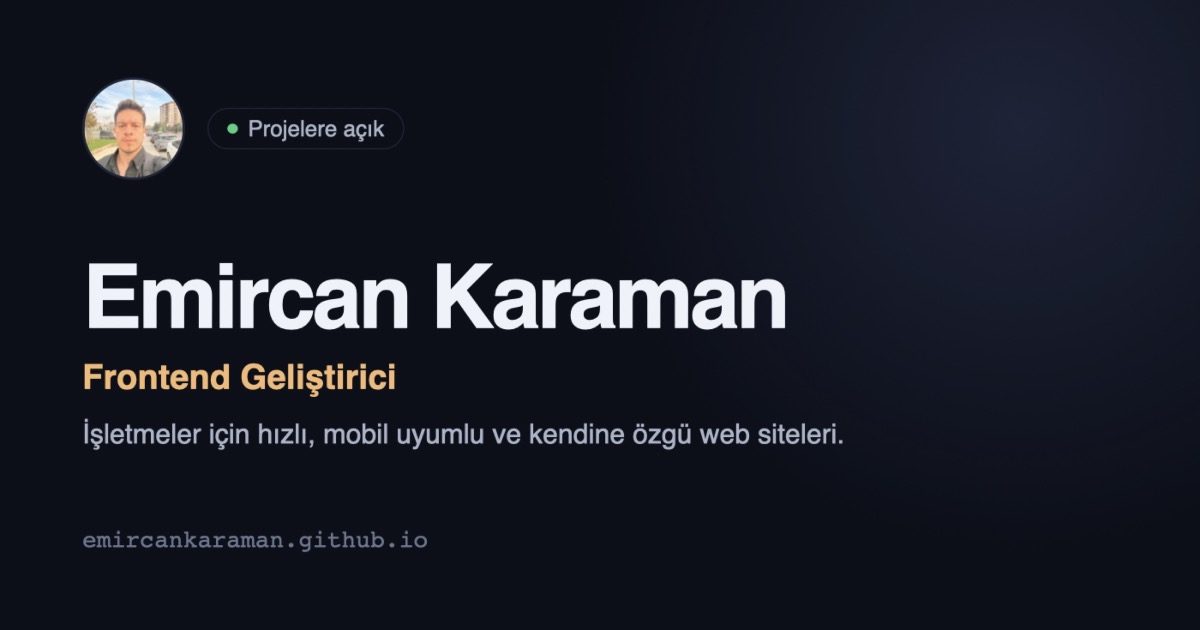 Projelere açık
Emircan Karaman
Frontend Geliştirici
İşletmeler için hızlı, mobil uyumlu ve kendine özgü web siteleri.
emircankaraman.github.io